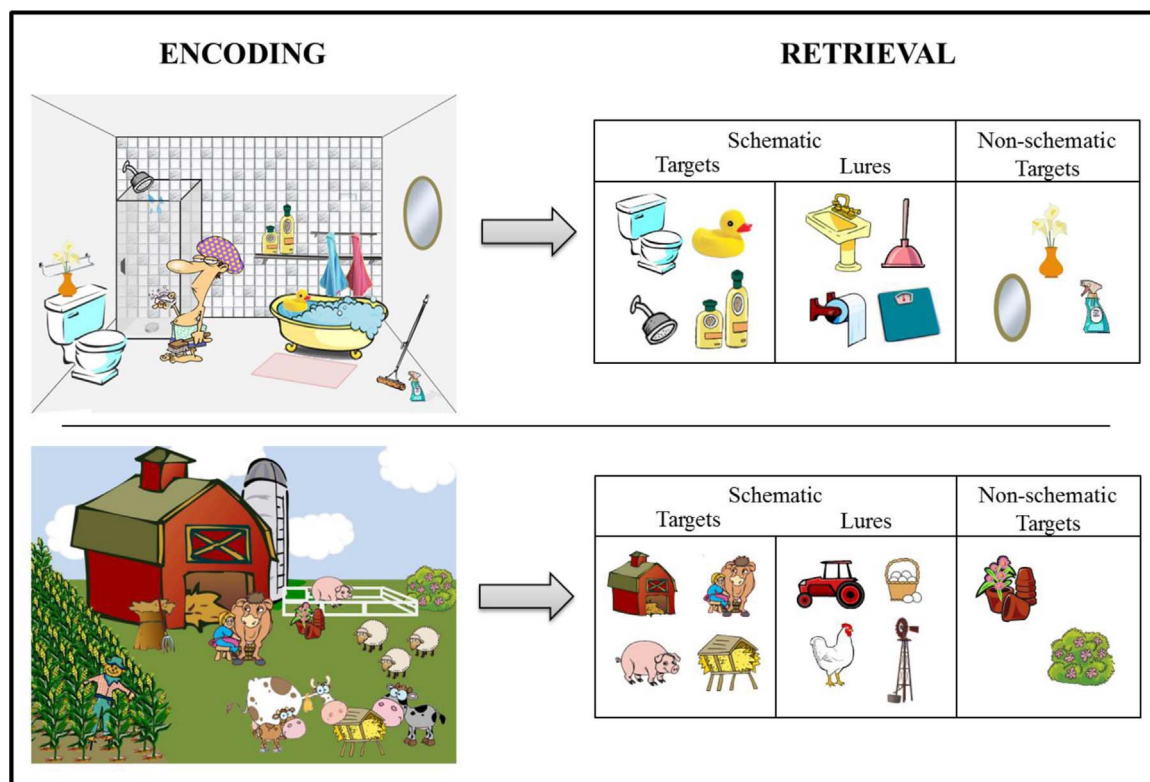 ENCODING
RETRIEVAL
Schematic
Targets
Lures
Non-schematic
Targets
Schematic
Targets
Lures
Non-schematic
Targets